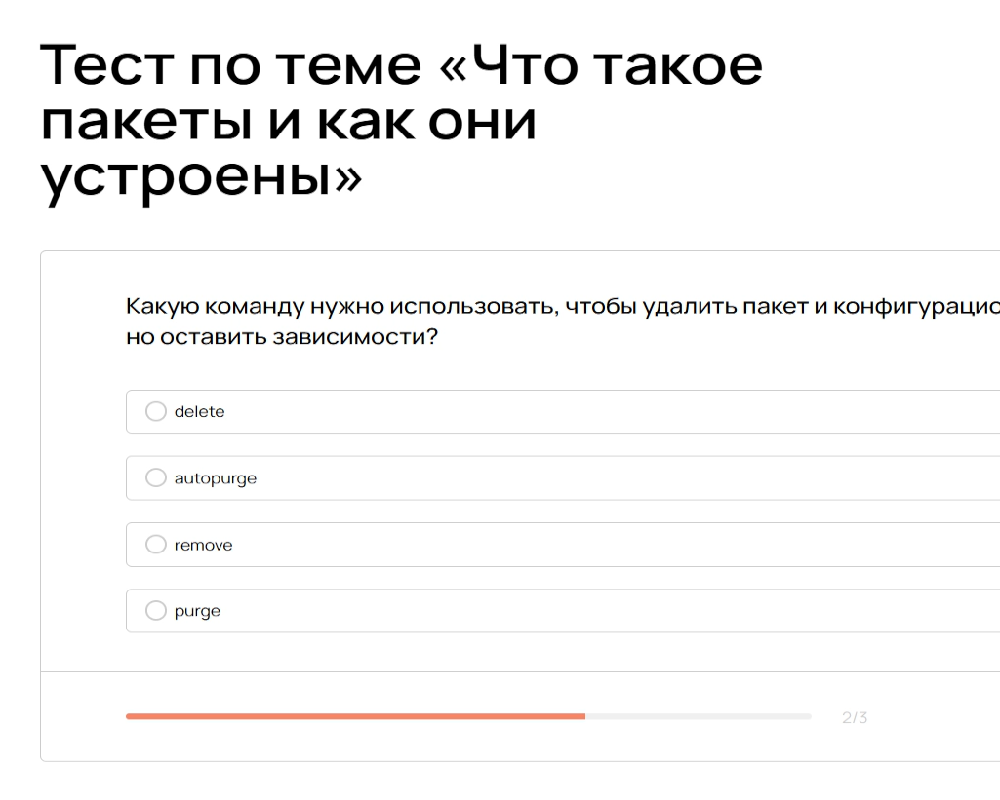 Тест по теме «Что такое
пакеты и как они
устроены»
Какую команду нужно использовать, чтобы удалить пакет и
но оставить зависимости?
delete
autopurge
remove
purge
2/3